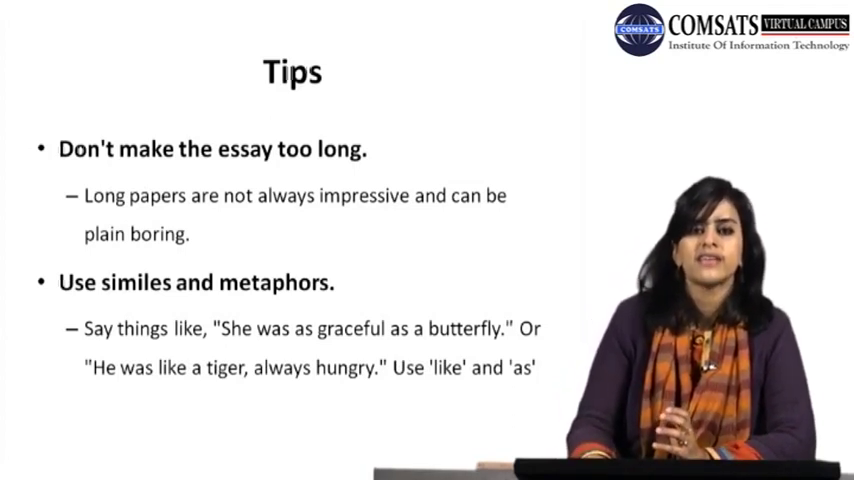 COMSATS VIRTUAL CAMPUS
COMSATS
Institute Of Information Technology
Tips
• Don't make the essay too long.
– Long papers are not always impressive and can be
plain boring.
• Use similes and metaphors.
– Say things like, "She was as graceful as a butterfly." Or
"He was like a tiger, always hungry." Use 'like' and 'as'